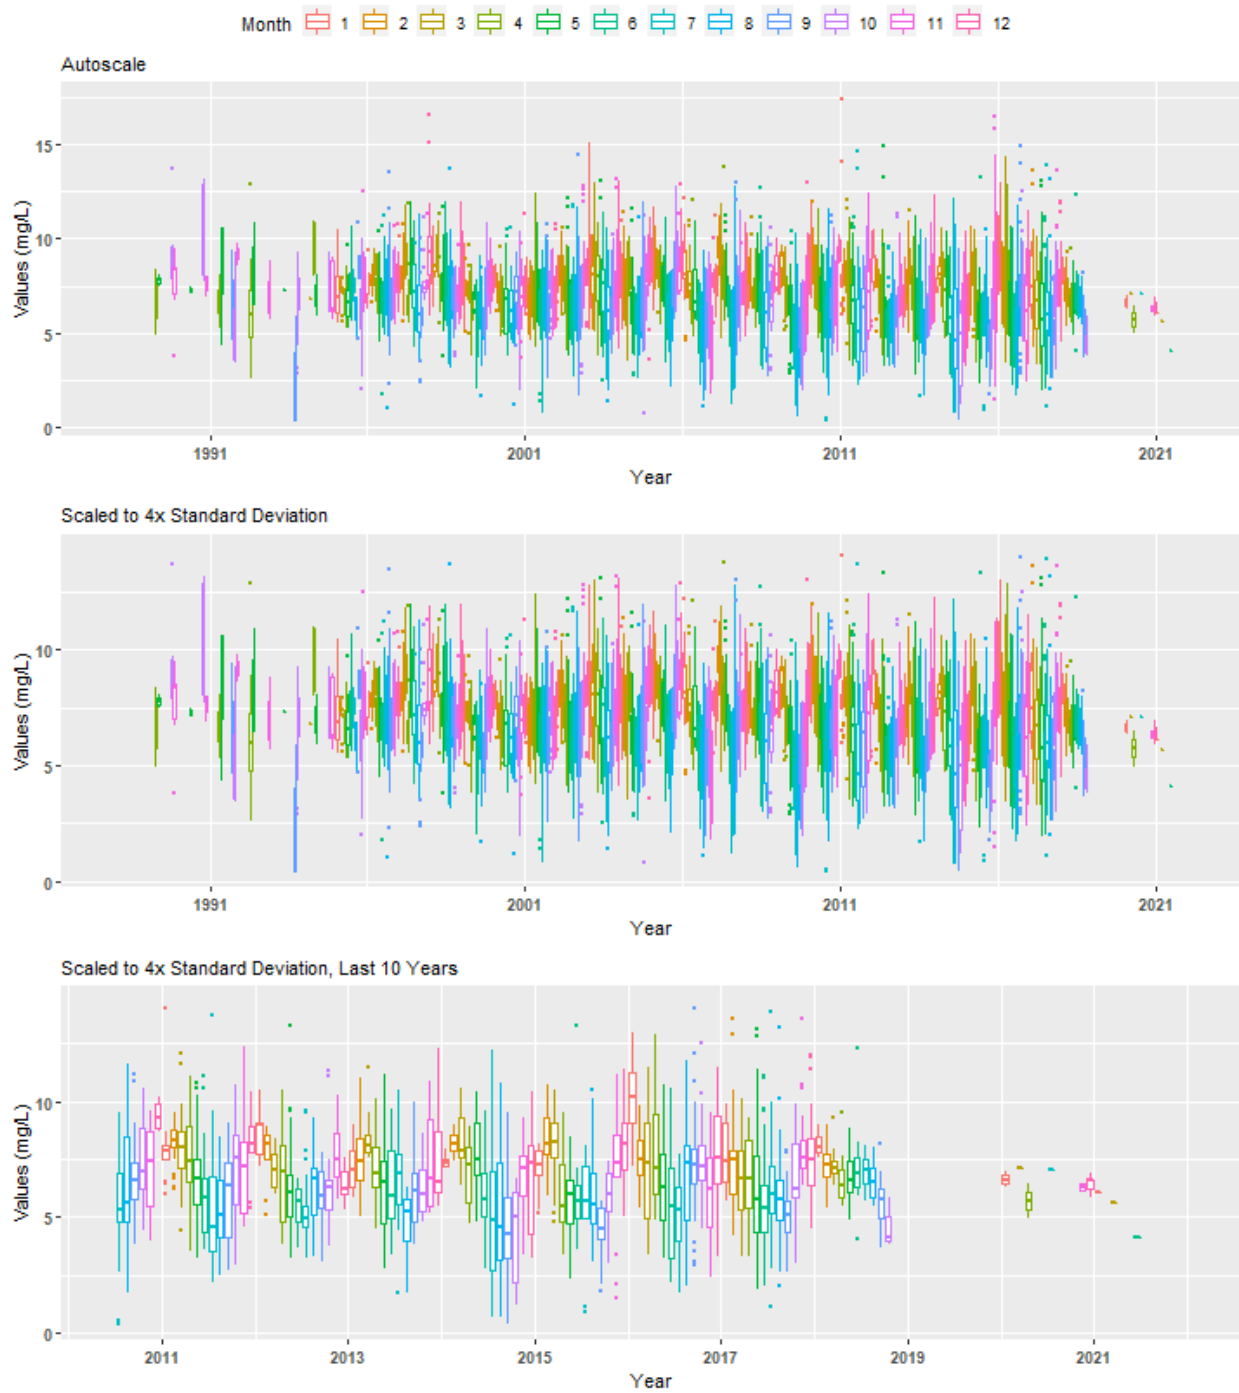 Month 1 2 3 4 5 6 7 8 9 10 11 12
Autoscale
Values (mg/L)
15
10
5
0
1991 2001 2011 2021
Year
Scaled to 4x Standard Deviation
Values (mg/L)
10
5
0
1991 2001 2011 2021
Year
Scaled to 4x Standard Deviation, Last 10 Years
Values (mg/L)
10
5
0
2011 2013 2015 2017 2019 2021
Year